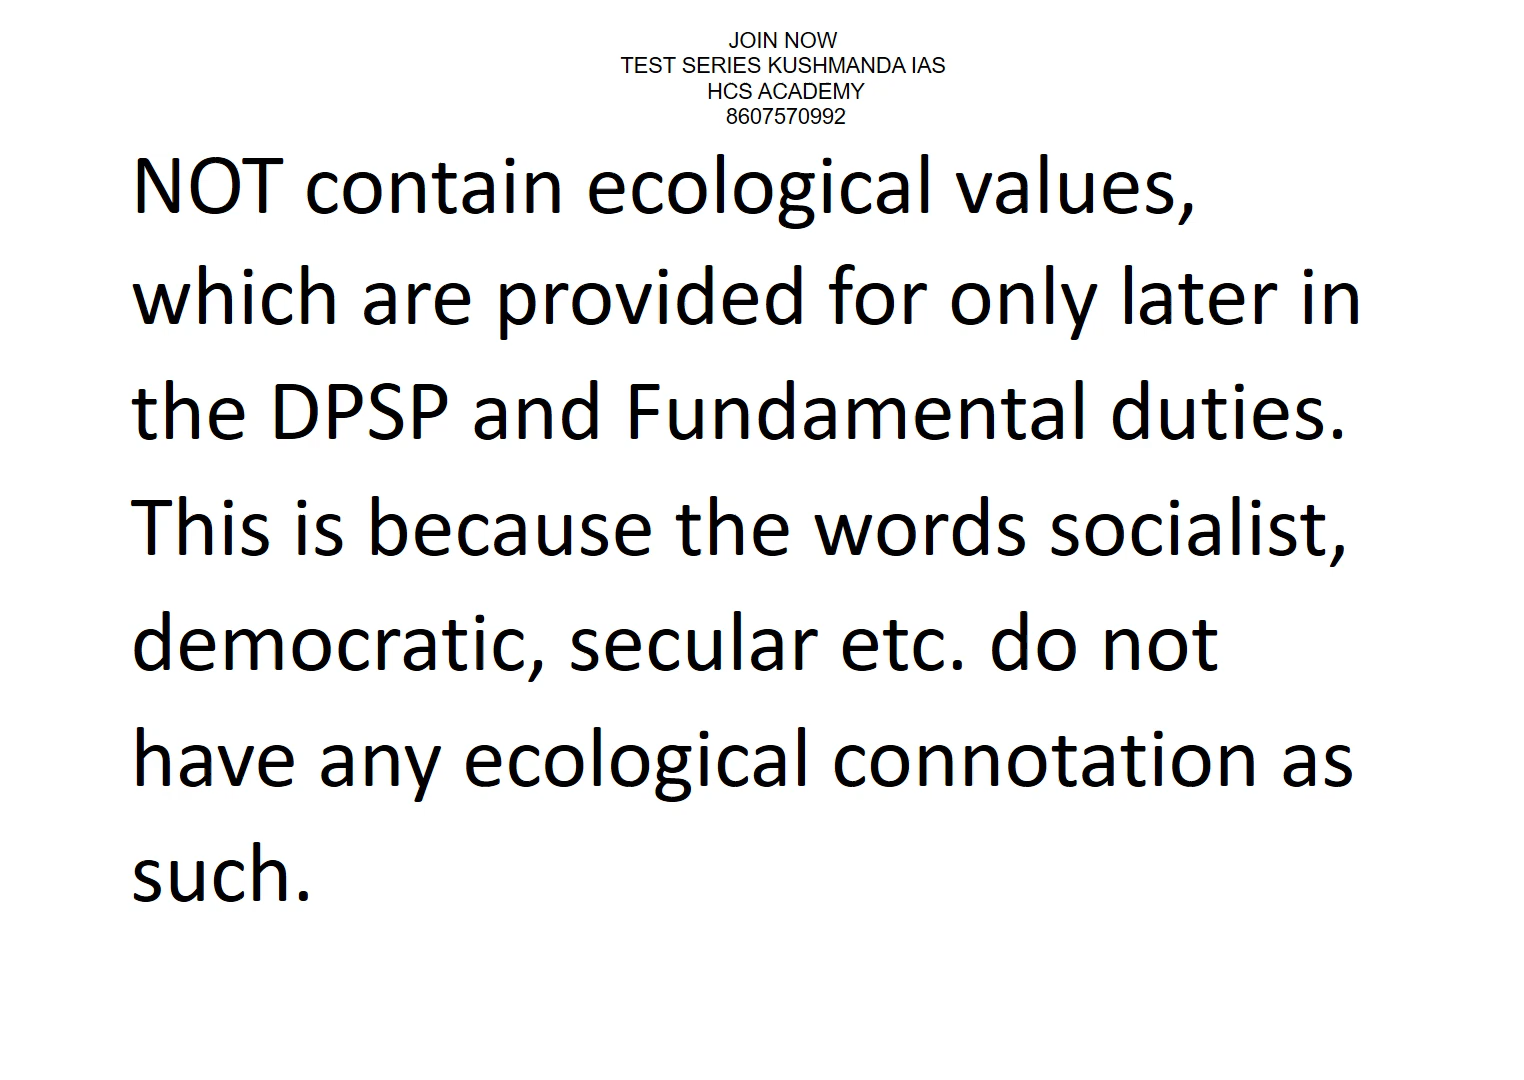 JOIN NOW
TEST SERIES KUSHMANDA IAS
HCS ACADEMY
8607570992
NOT contain ecological values,
which are provided for only later in
the DPSP and Fundamental duties.
This is because the words socialist,
democratic, secular etc. do not
have any ecological connotation as
such.